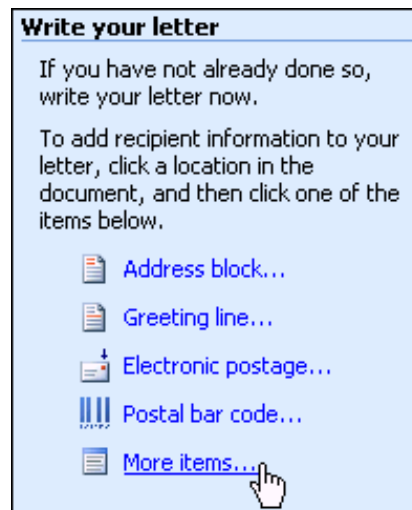 Write your letter
If you have not already done so,
write your letter now.
To add recipient information to your
letter, click a location in the
document, and then click one of the
items below.
Address block...
Greeting line...
Electronic postage...
Postal bar code...
More items...